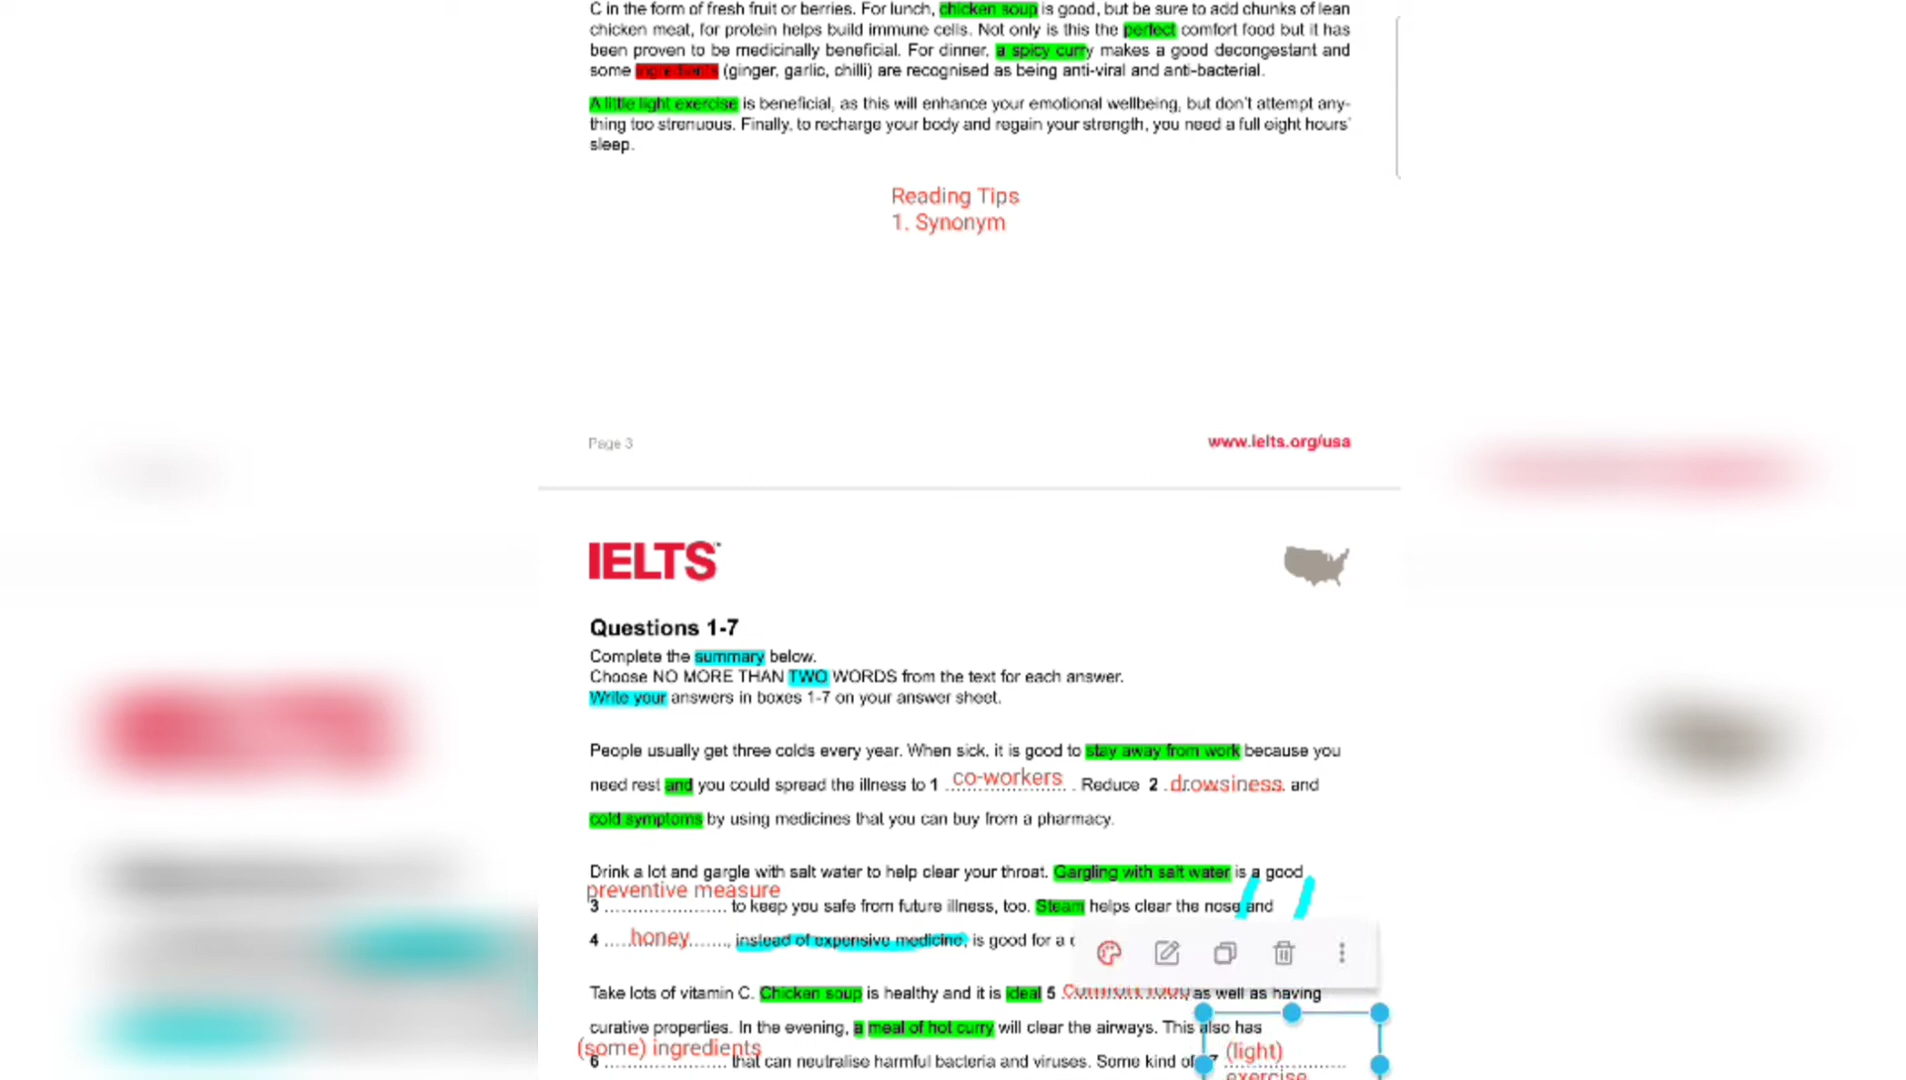 C in the form of fresh fruit or berries. For lunch, chicken soup is good, but be sure to add chunks of lean
chicken meat, for protein helps build immune cells. Not only is this the perfect comfort food but it has
been proven to be medicinally beneficial. For dinner, a spicy curry makes a good decongestant and
some ingredients (ginger, garlic, chilli) are recognised as being anti-viral and anti-bacterial.
A little light exercise is beneficial, as this will enhance your emotional wellbeing, but don't attempt any-
thing too strenuous. Finally, to recharge your body and regain your strength, you need a full eight hours'
sleep.
Reading Tips
1. Synonym
Page 3
www.ielts.org/usa
IELTS
Questions 1-7
Complete the summary below.
Choose NO MORE THAN TWO WORDS from the text for each answer.
Write your answers in boxes 1-7 on your answer sheet.
People usually get three colds every year. When sick, it is good to stay away from work because you
need rest and you could spread the illness to 1 co-workers. Reduce 2 drowsiness and
cold symptoms by using medicines that you can buy from a pharmacy.
Drink a lot and gargle with salt water to help clear your throat. Gargling with salt water is a good
preventive measure
3 ........................ to keep you safe from future illness, too. Steam helps clear the nose and
4 honey, instead of expensive medicine, is good for a
Take lots of vitamin C. Chicken soup is healthy and it is ideal 5 comfort food as well as having
curative properties. In the evening, a meal of hot curry will clear the airways. This also has
(some) ingredients
6 ........................ that can neutralise harmful bacteria and viruses. Some kind of 7 (light)
exercise